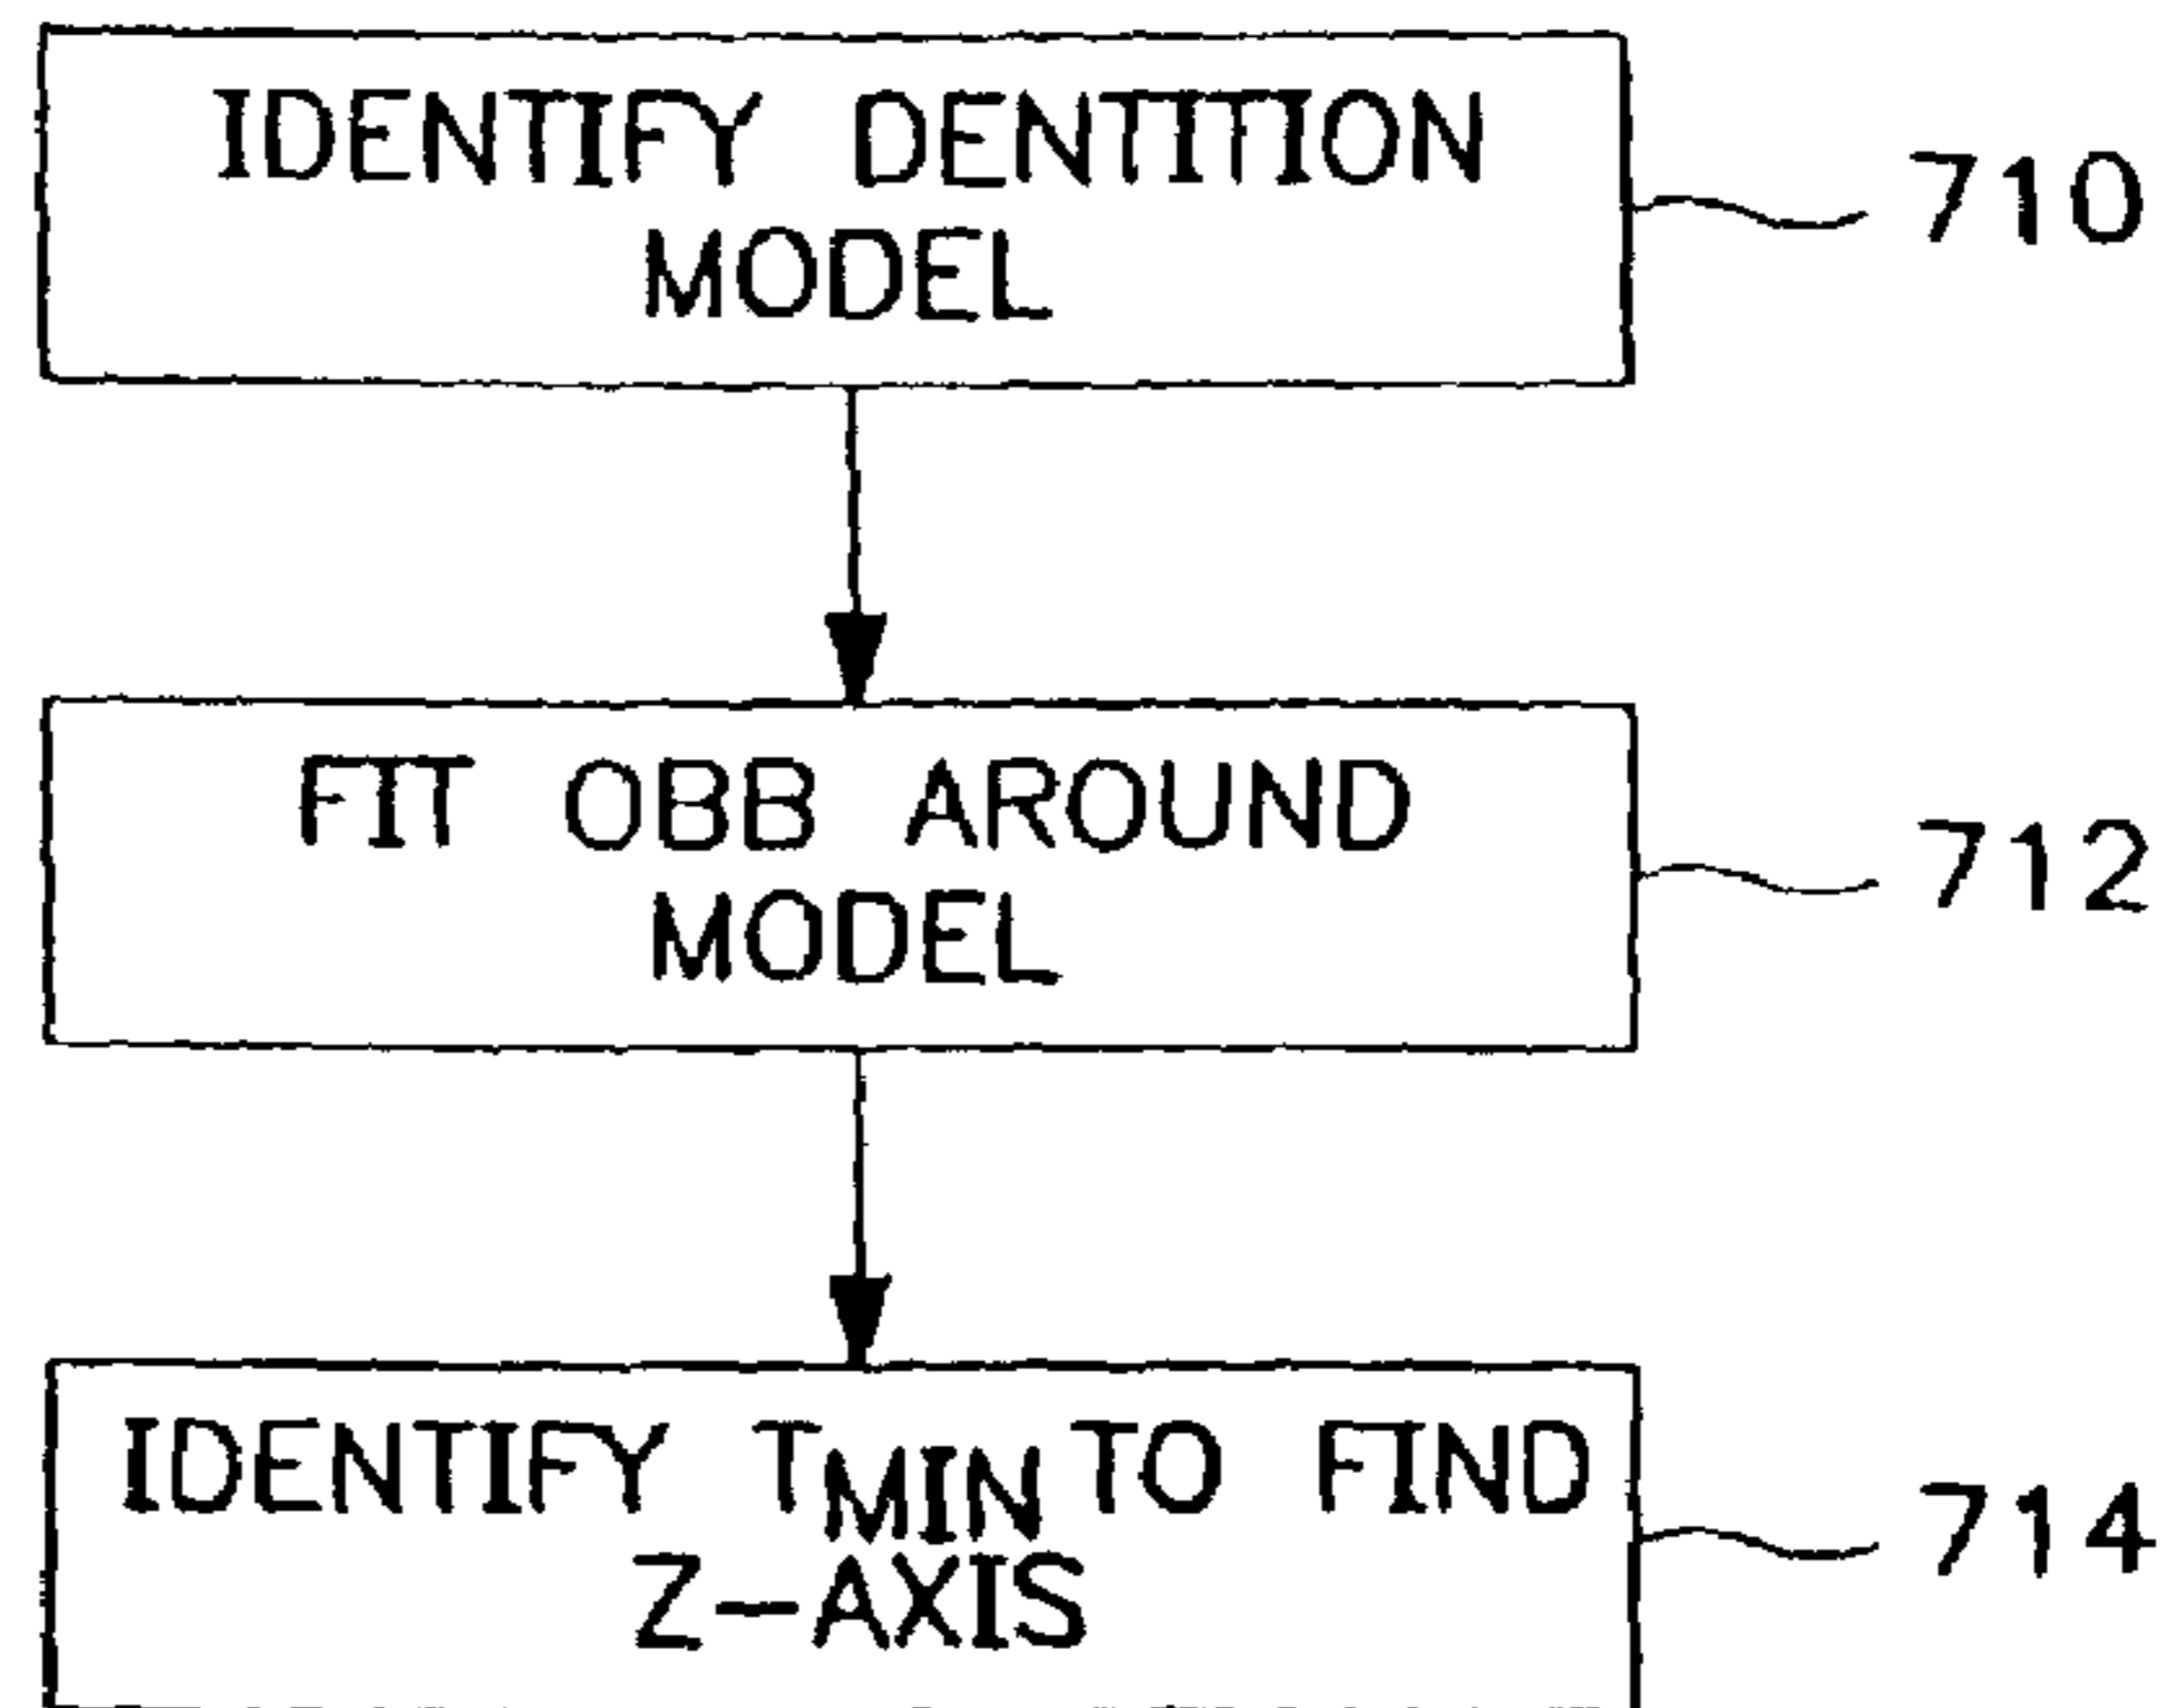 IDENTIFY DENTITION
MODEL
710
FIT OBB AROUND
MODEL
712
IDENTIFY TMIN TO FIND
Z-AXIS
714